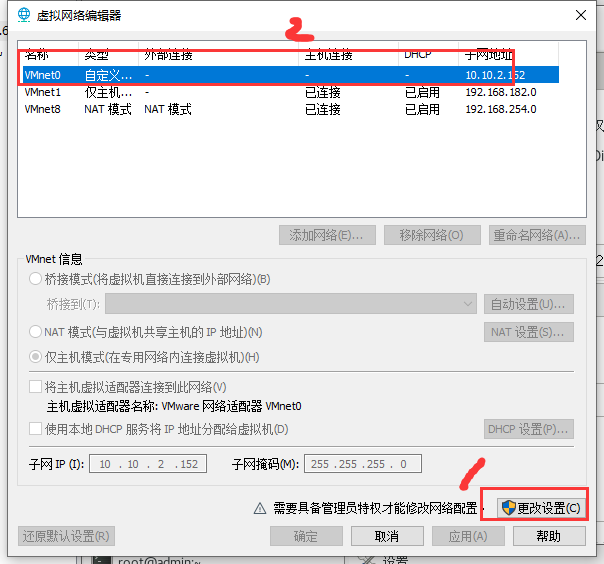 虚拟网络编辑器
2
名称 类型 外部连接 主机连接 DHCP 子网地址
VMnet0 自定义... - - - 10.10.2.152
VMnet1 仅主机... - 已连接 已启用 192.168.182.0
VMnet8 NAT 模式 NAT 模式 已连接 已启用 192.168.254.0
添加网络(E)... 移除网络(O) 重命名网络(A)...
VMnet 信息
桥接模式(将虚拟机直接连接到外部网络)(B)
桥接到(T): 自动设置(U)...
NAT 模式(与虚拟机共享主机的 IP 地址)(N) NAT 设置(S)...
仅主机模式(在专用网络内连接虚拟机)(H)
将主机虚拟适配器连接到此网络(V)
主机虚拟适配器名称: VMware 网络适配器 VMnet0
使用本地 DHCP 服务将 IP 地址分配给虚拟机(D) DHCP 设置(P)...
子网 IP (I): 10 . 10 . 2 .152 子网掩码(M): 255 .255 .255 . 0
1
需要具备管理员特权才能修改网络配置。 更改设置(C)
还原默认设置(R) 确定 取消 应用(A) 帮助
root@admin:~ 设置